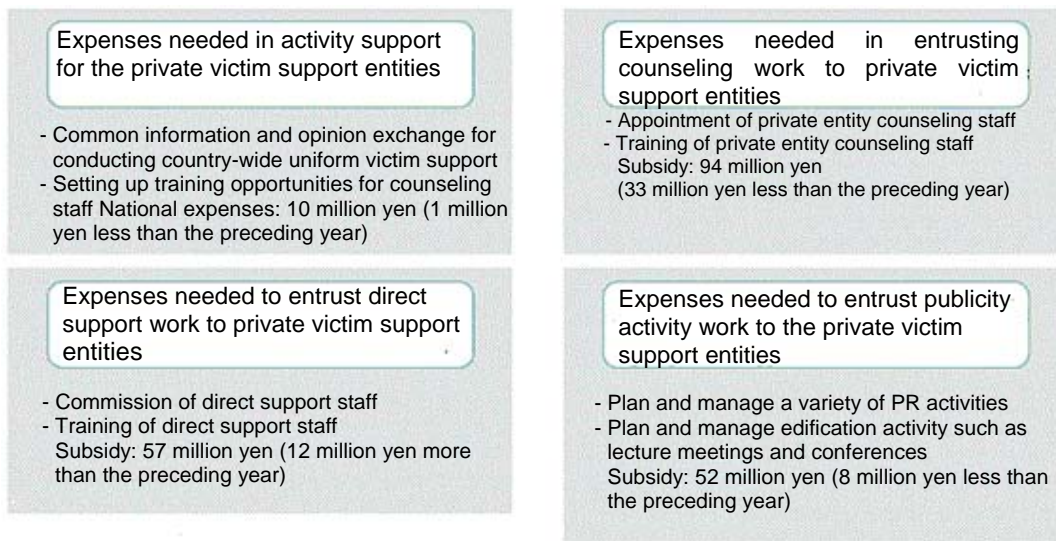 Expenses needed in activity support
for the private victim support entities
- Common information and opinion exchange for
conducting country-wide uniform victim support
- Setting up training opportunities for counseling
staff National expenses: 10 million yen (1 million
yen less than the preceding year)
Expenses needed in entrusting
counseling work to private victim
support entities
- Appointment of private entity counseling staff
- Training of private entity counseling staff
Subsidy: 94 million yen
(33 million yen less than the preceding year)
Expenses needed to entrust direct
support work to private victim support
entities
- Commission of direct support staff
- Training of direct support staff
Subsidy: 57 million yen (12 million yen more
than the preceding year)
Expenses needed to entrust publicity
activity work to the private victim
support entities
- Plan and manage a variety of PR activities
- Plan and manage edification activity such as
lecture meetings and conferences
Subsidy: 52 million yen (8 million yen less than
the preceding year)